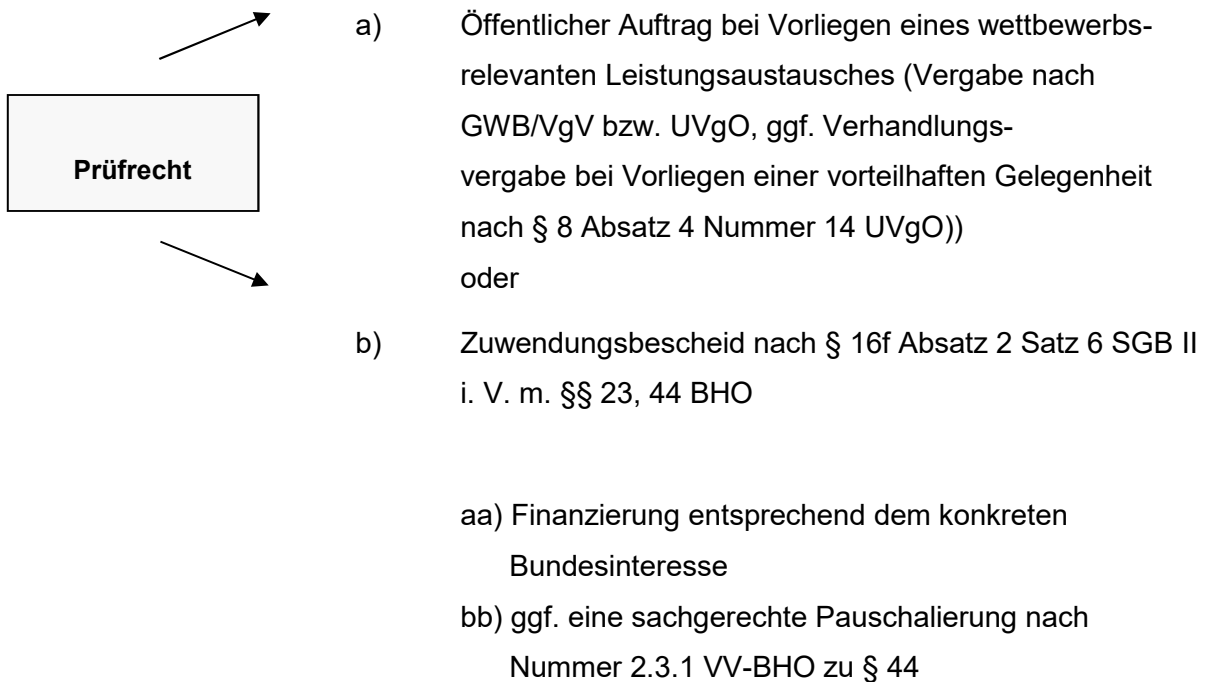 a) Öffentlicher Auftrag bei Vorliegen eines wettbewerbs-
relevanten Leistungsaustausches (Vergabe nach
GWB/VgV bzw. UVgO, ggf. Verhandlungs-
Prüfrecht
vergabe bei Vorliegen einer vorteilhaften Gelegenheit
nach § 8 Absatz 4 Nummer 14 UVgO))
oder
b) Zuwendungsbescheid nach § 16f Absatz 2 Satz 6 SGB II
i. V. m. §§ 23, 44 BHO
aa) Finanzierung entsprechend dem konkreten
Bundesinteresse
bb) ggf. eine sachgerechte Pauschalierung nach
Nummer 2.3.1 VV-BHO zu § 44